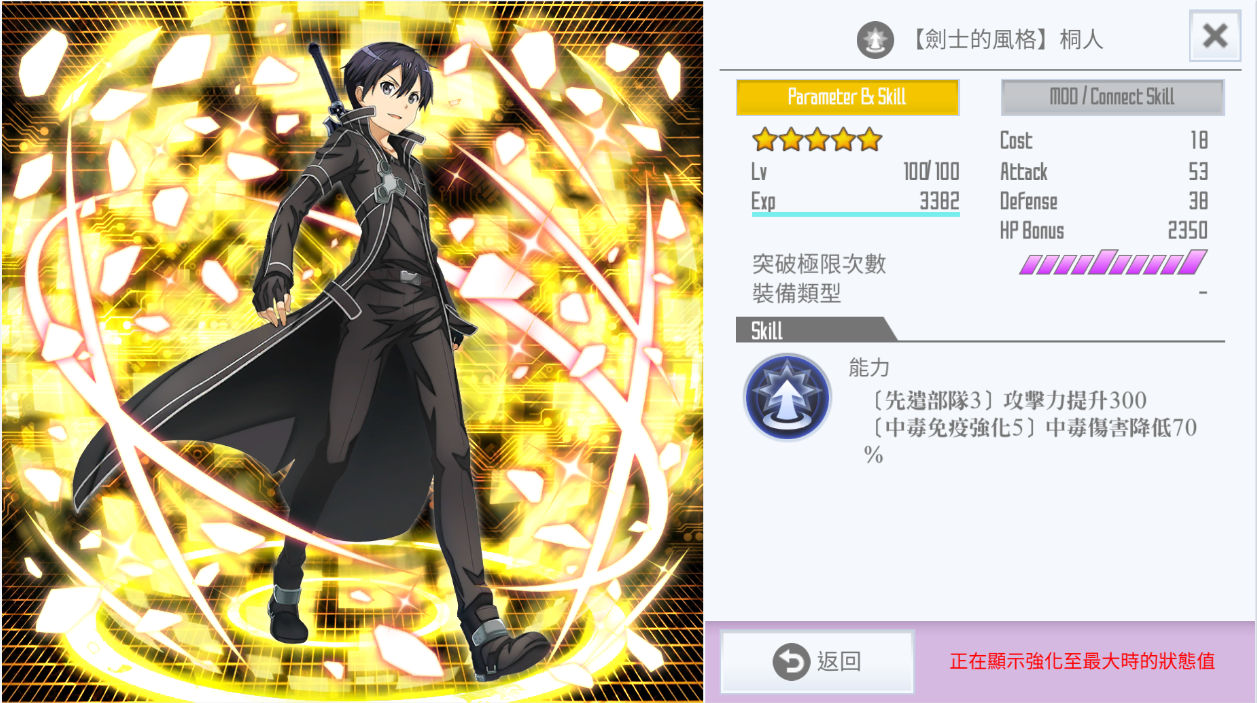 【劍士的風格】桐人
Parameter & Skill
MOD / Connect Skill
Lv 100/100
Exp 3382
Cost 18
Attack 53
Defense 38
HP Bonus 2350
突破極限次數
裝備類型 -
Skill
能力
〔先遣部隊3〕攻擊力提升300
〔中毒免疫強化5〕中毒傷害降低70
%
返回
正在顯示強化至最大時的狀態值